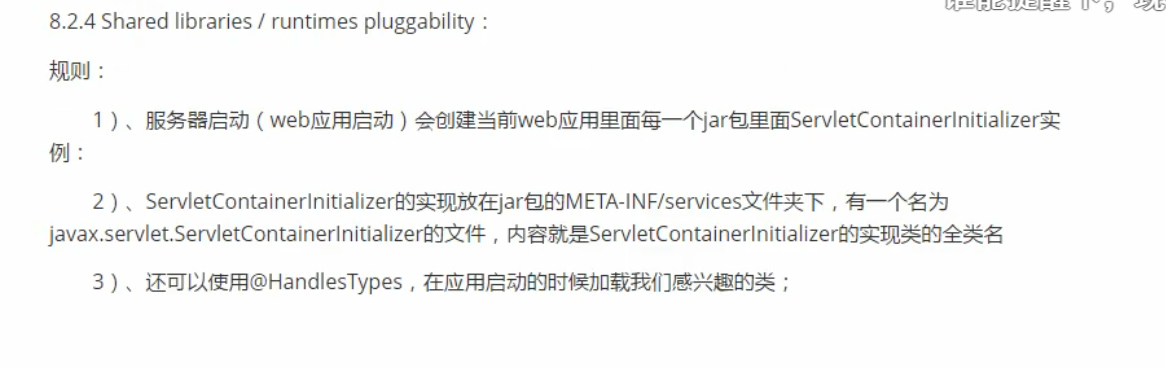 8.2.4 Shared libraries / runtimes pluggability：
规则：
1）、服务器启动（web应用启动）会创建当前web应用里面每一个jar包里面ServletContainerInitializer实
例：
2）、ServletContainerInitializer的实现放在jar包的META-INF/services文件夹下，有一个名为
javax.servlet.ServletContainerInitializer的文件，内容就是ServletContainerInitializer的实现类的全类名
3）、还可以使用@HandlesTypes，在应用启动的时候加载我们感兴趣的类；